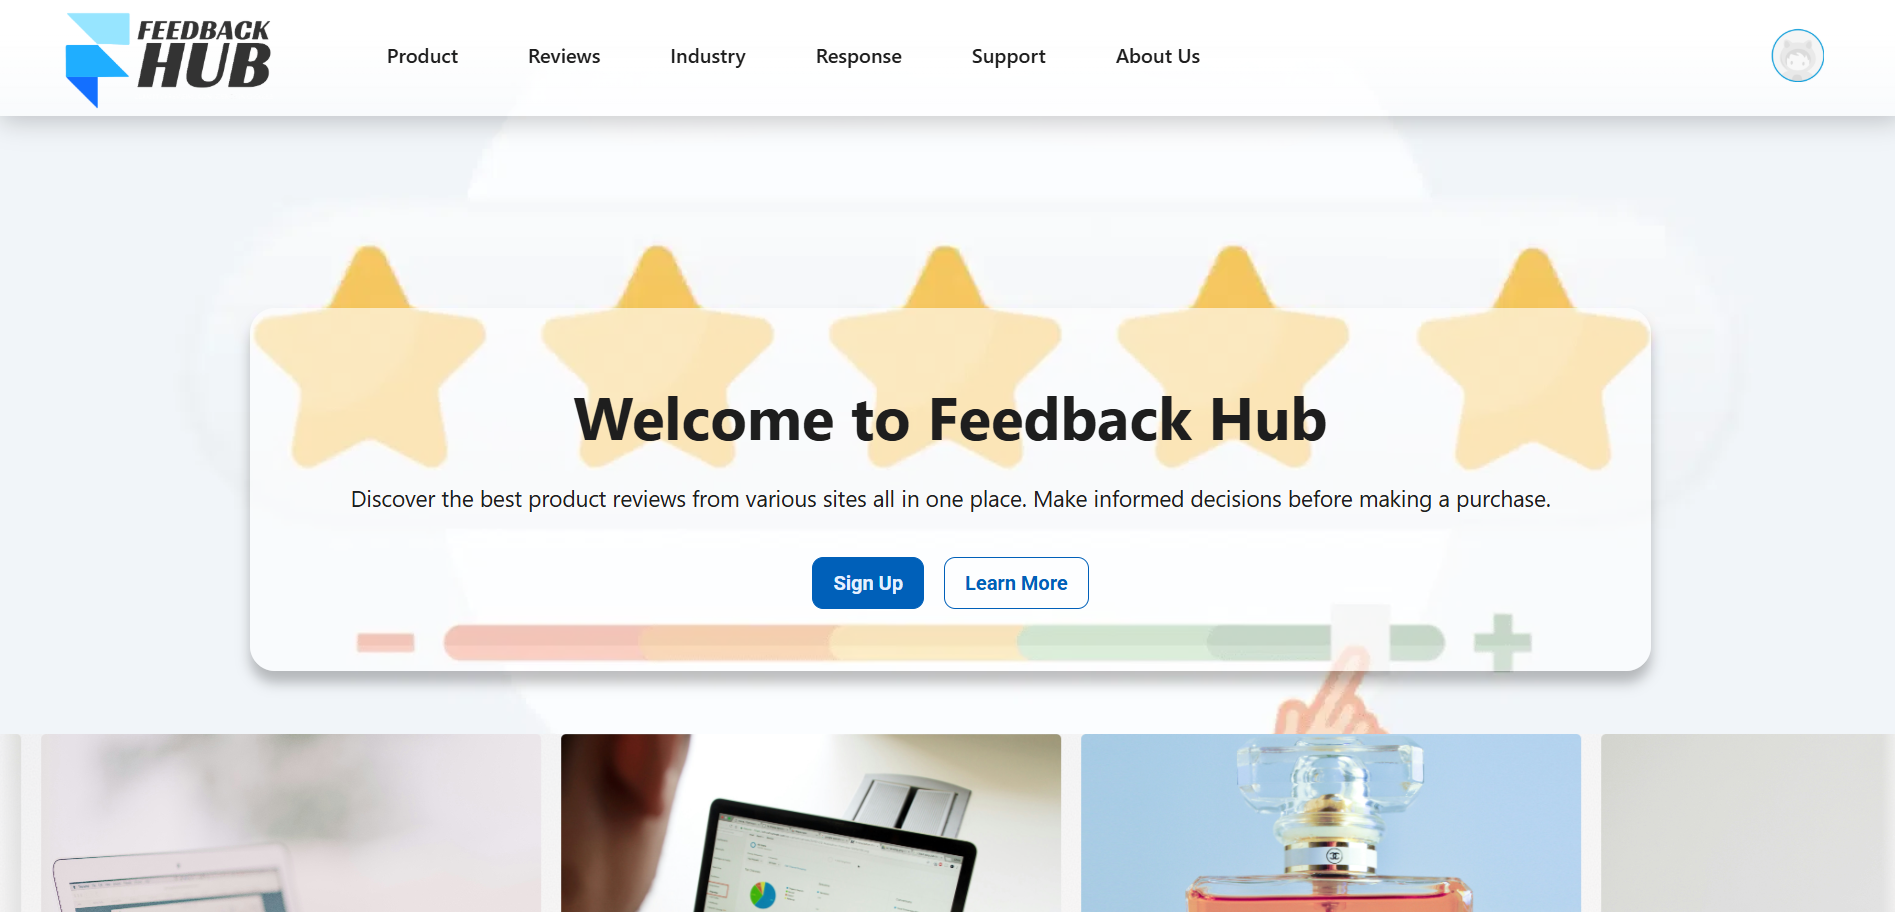 FEEDBACK
HUB
Product
Reviews
Industry
Response
Support
About Us
Welcome to Feedback Hub
Discover the best product reviews from various sites all in one place. Make informed decisions before making a purchase.
Sign Up
Learn More